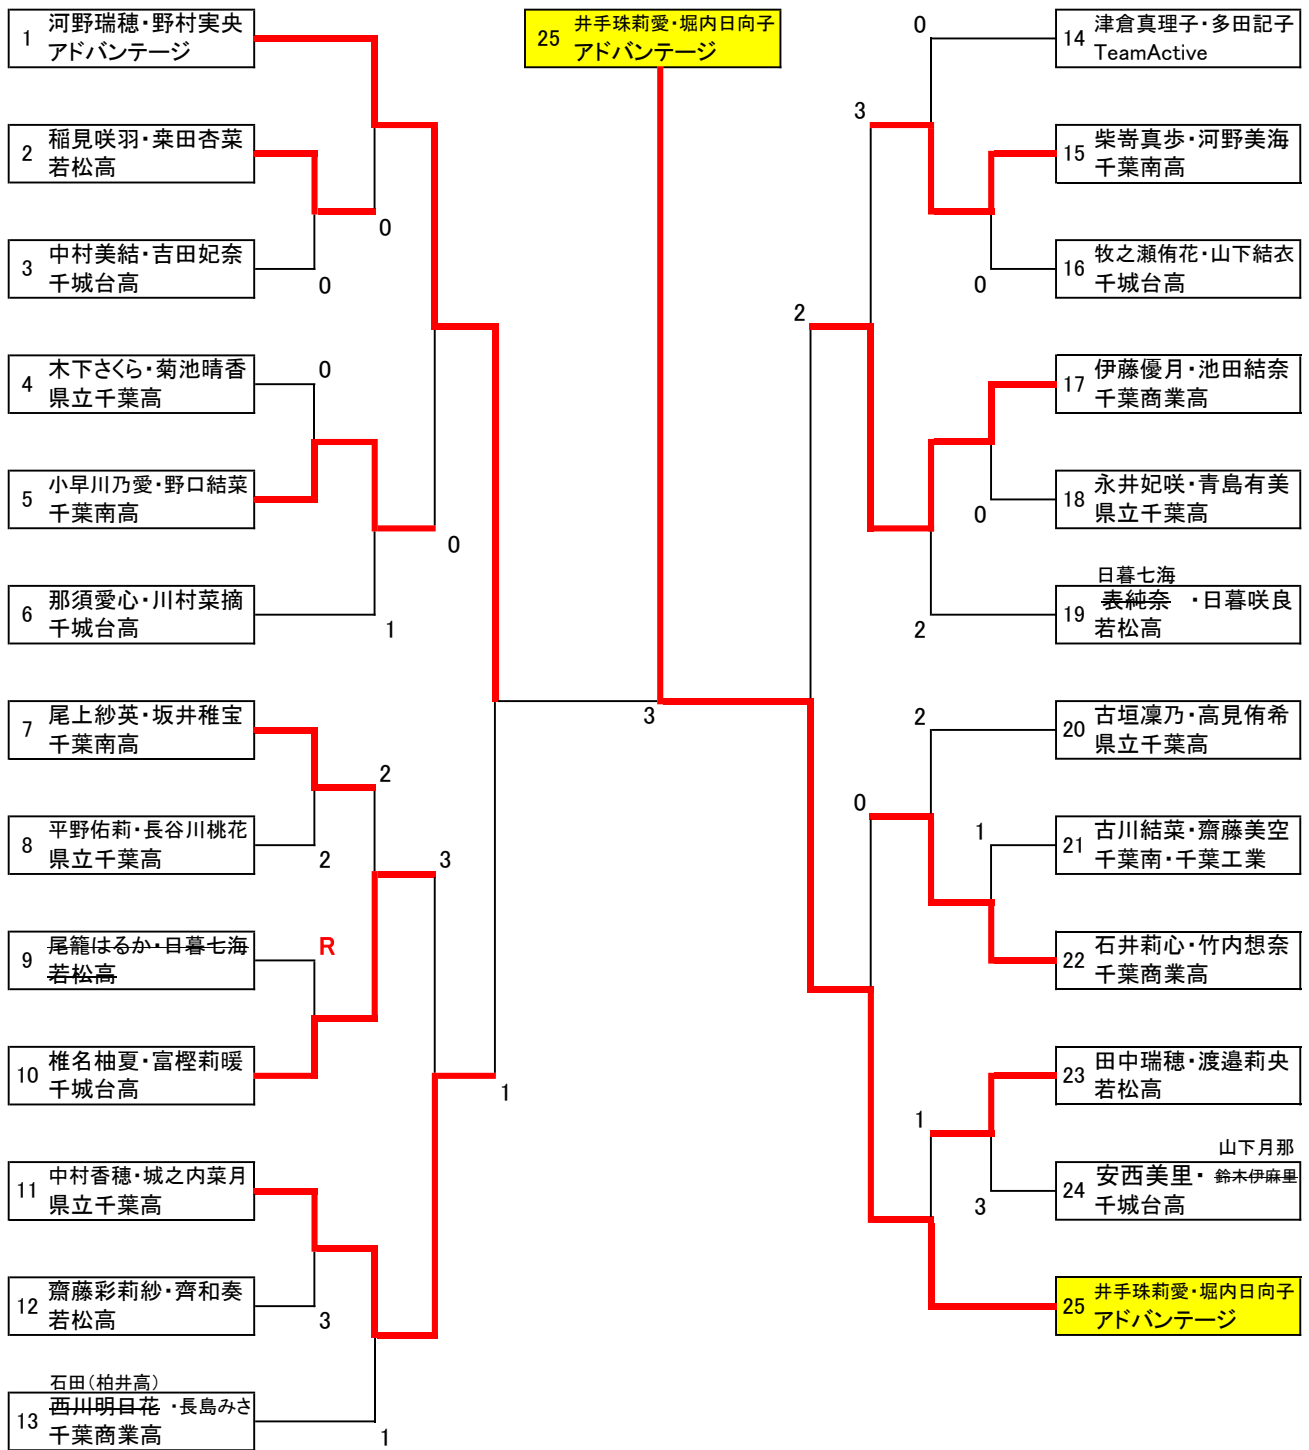 1 河野瑞穂・野村実央
アドバンテージ
2 稲見咲羽・桒田杏菜
若松高
0
3 中村美結・吉田妃奈
千城台高
0
4 木下さくら・菊池晴香
県立千葉高
0
5 小早川乃愛・野口結菜
千葉南高
0
6 那須愛心・川村菜摘
千城台高
1
7 尾上紗英・坂井稚宝
千葉南高
2
8 平野佑莉・長谷川桃花
県立千葉高
2
3
9 尾籠はるか・日暮七海
若松高
R
10 椎名柚夏・富樫莉暖
千城台高
1
11 中村香穂・城之内菜月
県立千葉高
12 齋藤彩莉紗・齊和奏
若松高
3
石田(柏井高)
13 西川明日花 ・長島みさ
千葉商業高
1
25 井手珠莉愛・堀内日向子
アドバンテージ
3
0
14 津倉真理子・多田記子
TeamActive
3
15 柴嵜真歩・河野美海
千葉南高
16 牧之瀬侑花・山下結衣
千城台高
0
2
17 伊藤優月・池田結奈
千葉商業高
18 永井妃咲・青島有美
県立千葉高
0
日暮七海
19 表純奈 ・日暮咲良
若松高
2
20 古垣凜乃・高見侑希
県立千葉高
2
0
21 古川結菜・齋藤美空
千葉南・千葉工業
1
22 石井莉心・竹内想奈
千葉商業高
23 田中瑞穂・渡邉莉央
若松高
1
山下月那
24 安西美里・ 鈴木伊麻里
千城台高
3
25 井手珠莉愛・堀内日向子
アドバンテージ